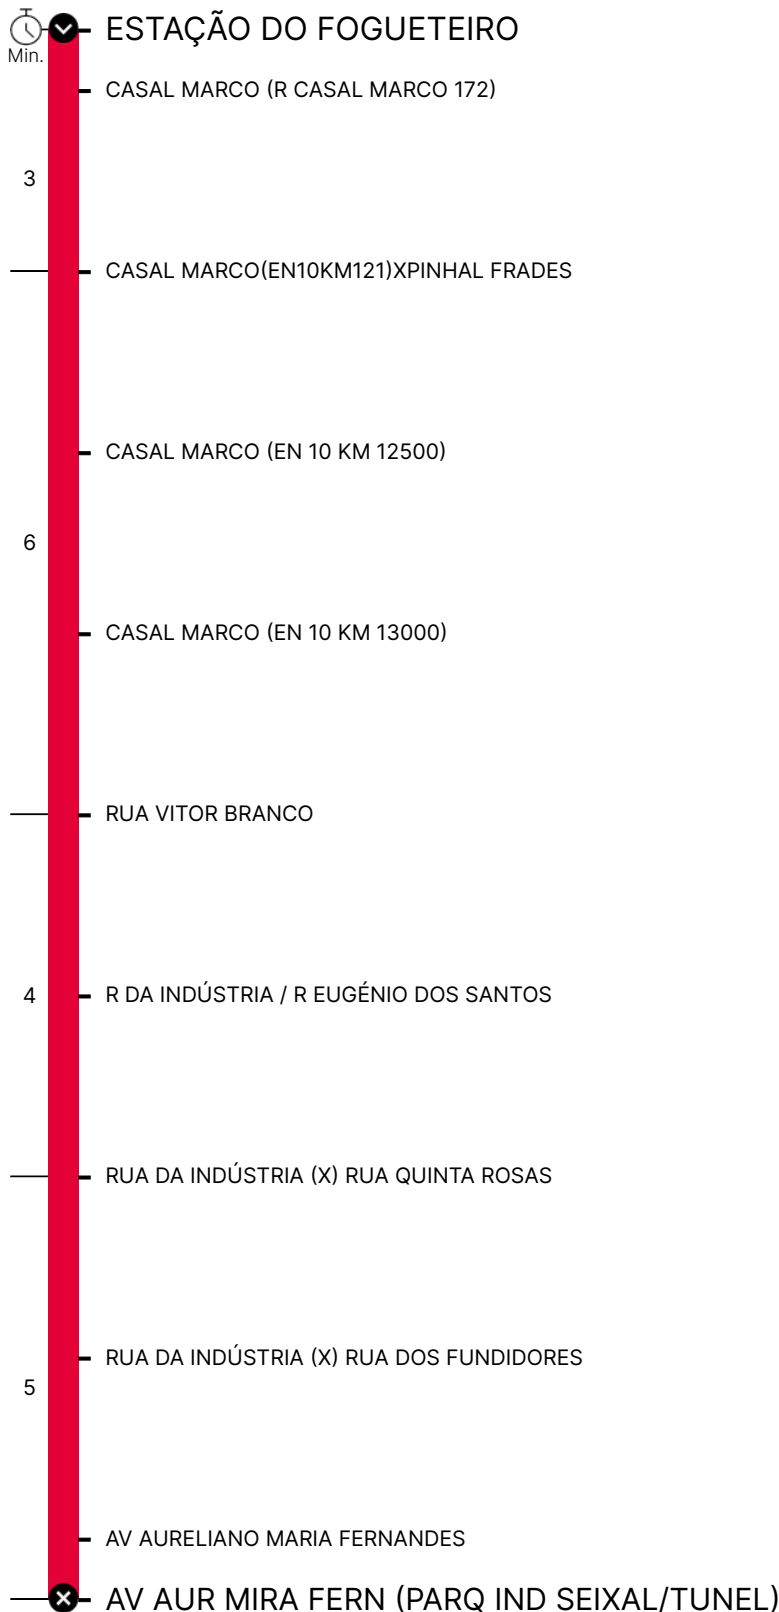 ESTAÇÃO DO FOGUETEIRO
Min.
CASAL MARCO (R CASAL MARCO 172)
3
CASAL MARCO(EN10KM121)XPINHAL FRADES
CASAL MARCO (EN 10 KM 12500)
6
CASAL MARCO (EN 10 KM 13000)
RUA VITOR BRANCO
4 R DA INDÚSTRIA / R EUGÉNIO DOS SANTOS
RUA DA INDÚSTRIA (X) RUA QUINTA ROSAS
RUA DA INDÚSTRIA (X) RUA DOS FUNDIDORES
5
AV AURELIANO MARIA FERNANDES
AV AUR MIRA FERN (PARQ IND SEIXAL/TUNEL)